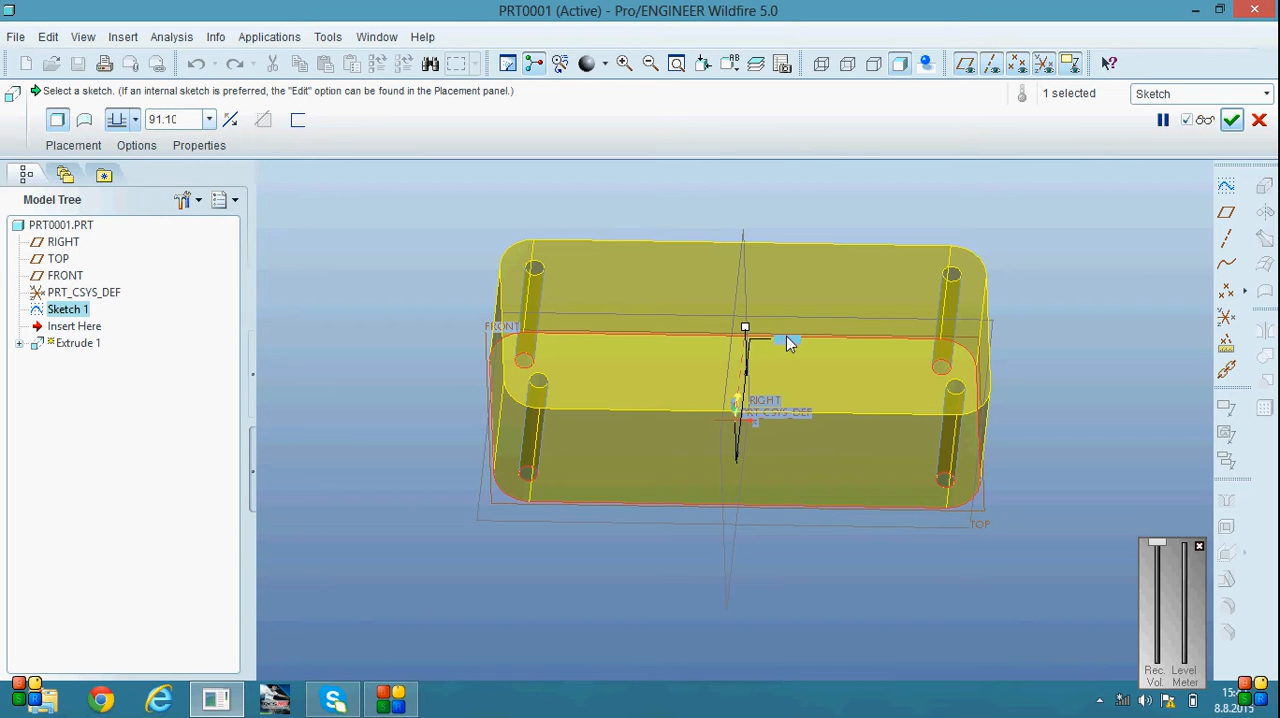 PRT0001 (Active) - Pro/ENGINEER Wildfire 5.0
File Edit View Insert Analysis Info Applications Tools Window Help
Select a sketch. (If an internal sketch is preferred, the "Edit" option can be found in the Placement panel.)
1 selected
Sketch
91.10
Placement Options Properties
Model Tree
PRT0001.PRT
RIGHT
TOP
FRONT
PRT_CSYS_DEF
Sketch 1
Insert Here
Extrude 1
FRONT
RIGHT
PRT_CSYS_DEF
TOP
Rec. Level
Vol. Meter
8.8.2015